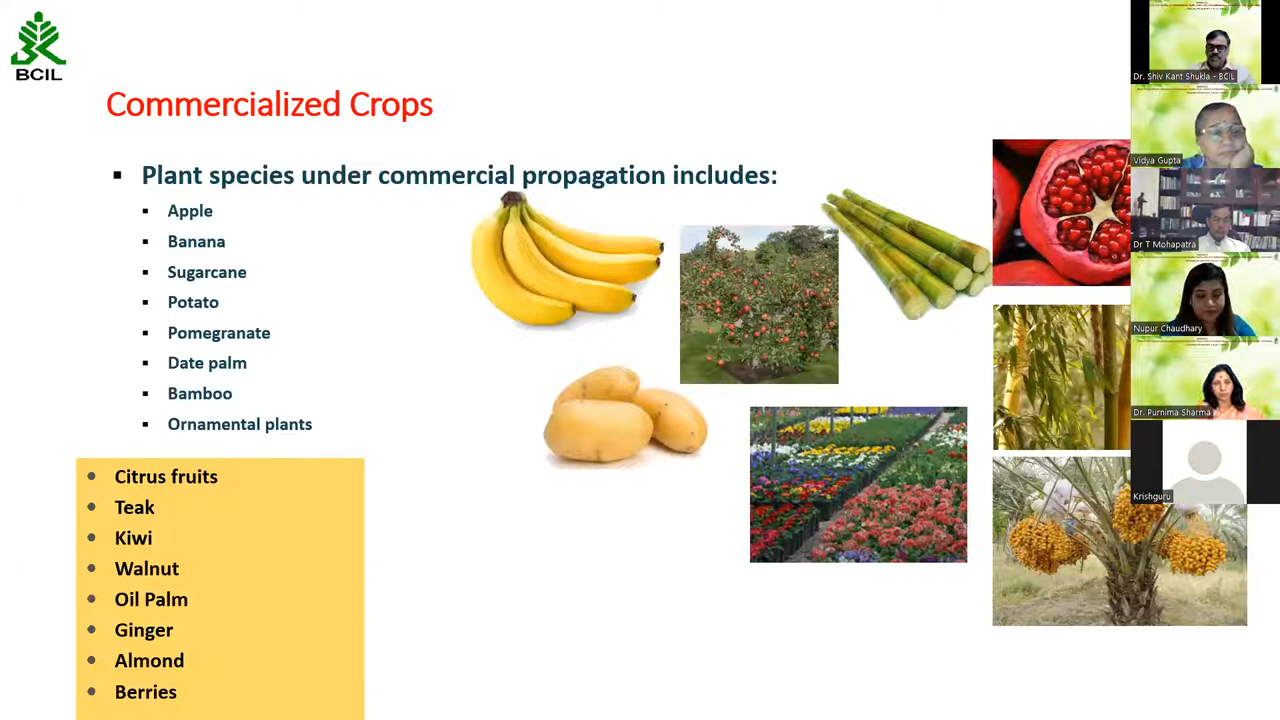 BCIL
Commercialized Crops
Plant species under commercial propagation includes:
Apple
Banana
Sugarcane
Potato
Pomegranate
Date palm
Bamboo
Ornamental plants
Citrus fruits
Teak
Kiwi
Walnut
Oil Palm
Ginger
Almond
Berries
Dr. Shiv Kant Shukla - BCIL
Vidya Gupta
Dr T Mohapatra
Nupur Chaudhary
Dr. Purnima Sharma
Krishguru